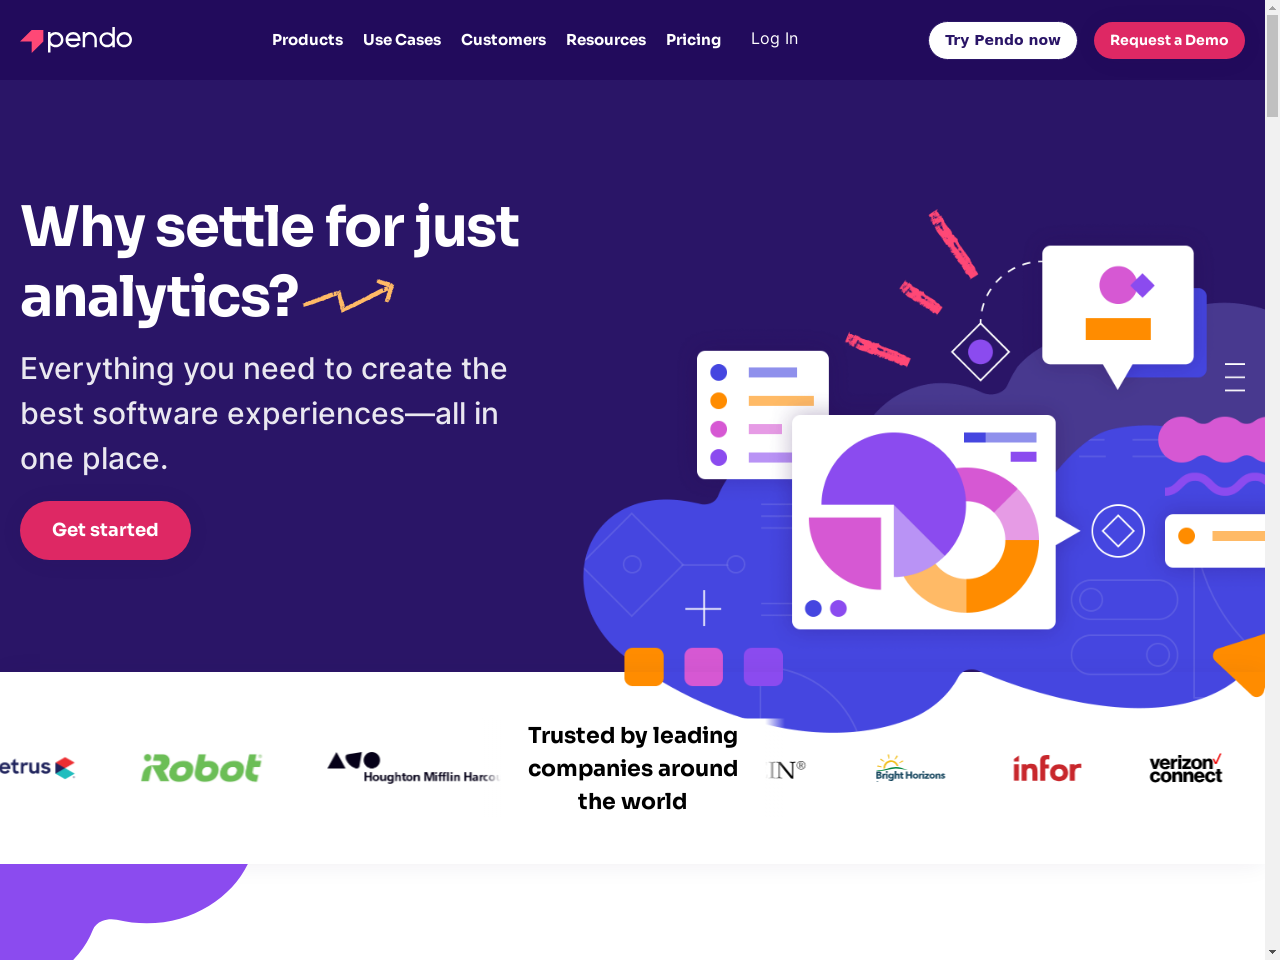 pendo
Products Use Cases Customers Resources Pricing Log In
Try Pendo now Request a Demo
Why settle for just
analytics?
Everything you need to create the
best software experiences—all in
one place.
Get started
Trusted by leading
companies around
the world
etrus
iRobot
Houghton Mifflin Harcou
IN®
Bright Horizons
infor
verizon
connect